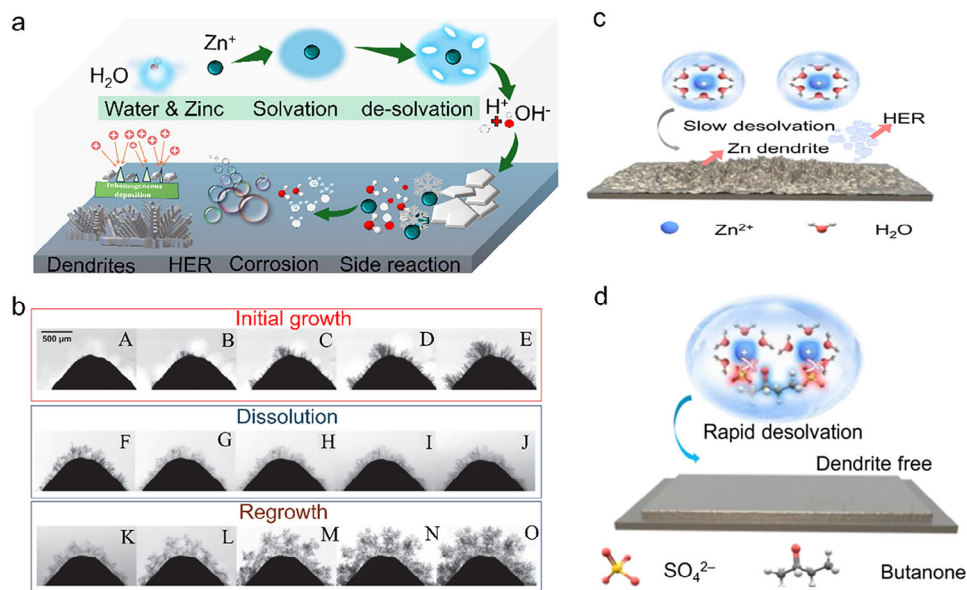 a
Zn+
H2O
Water & Zinc Solvation de-solvation
H+
OH-
Inhomogeneous
deposition
Dendrites HER Corrosion Side reaction
b
Initial growth
500 μm
A B C D E
Dissolution
F G H I J
Regrowth
K L M N O
c
Slow desolvation
HER
Zn dendrite
Zn2+ H2O
d
Rapid desolvation
Dendrite free
SO42− Butanone